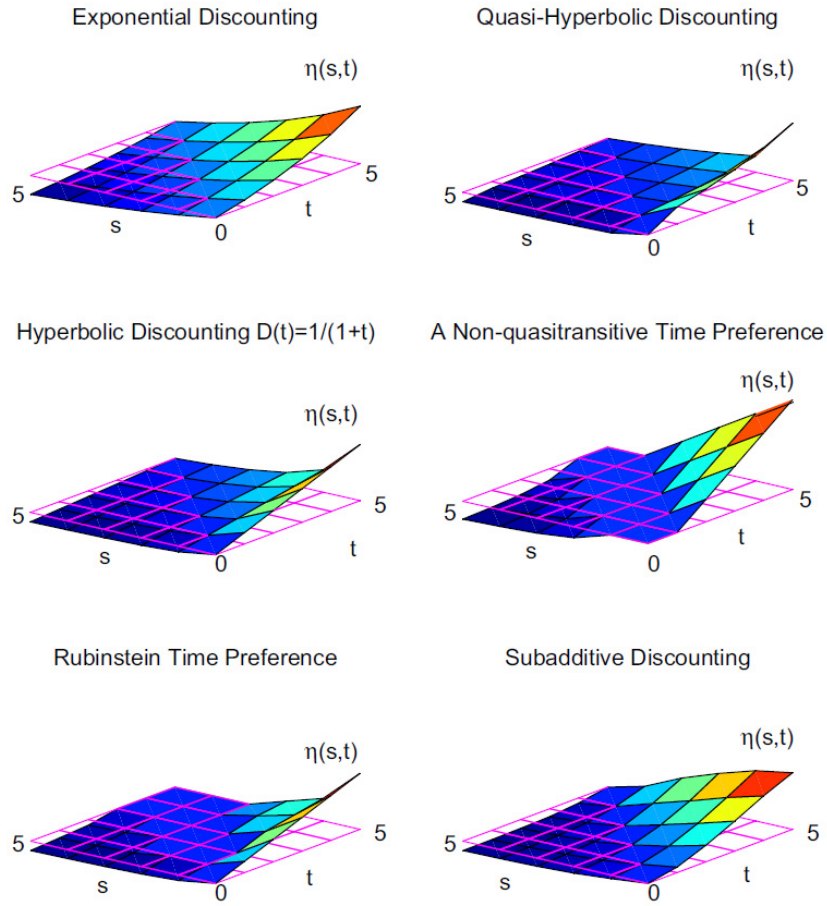 Exponential Discounting
Quasi-Hyperbolic Discounting
η(s,t)
η(s,t)
5
5
5
5
s
t
s
t
0
0
Hyperbolic Discounting D(t)=1/(1+t)
A Non-quasitransitive Time Preference
η(s,t)
η(s,t)
5
5
5
5
s
t
s
t
0
0
Rubinstein Time Preference
Subadditive Discounting
η(s,t)
η(s,t)
5
5
5
5
s
t
s
t
0
0